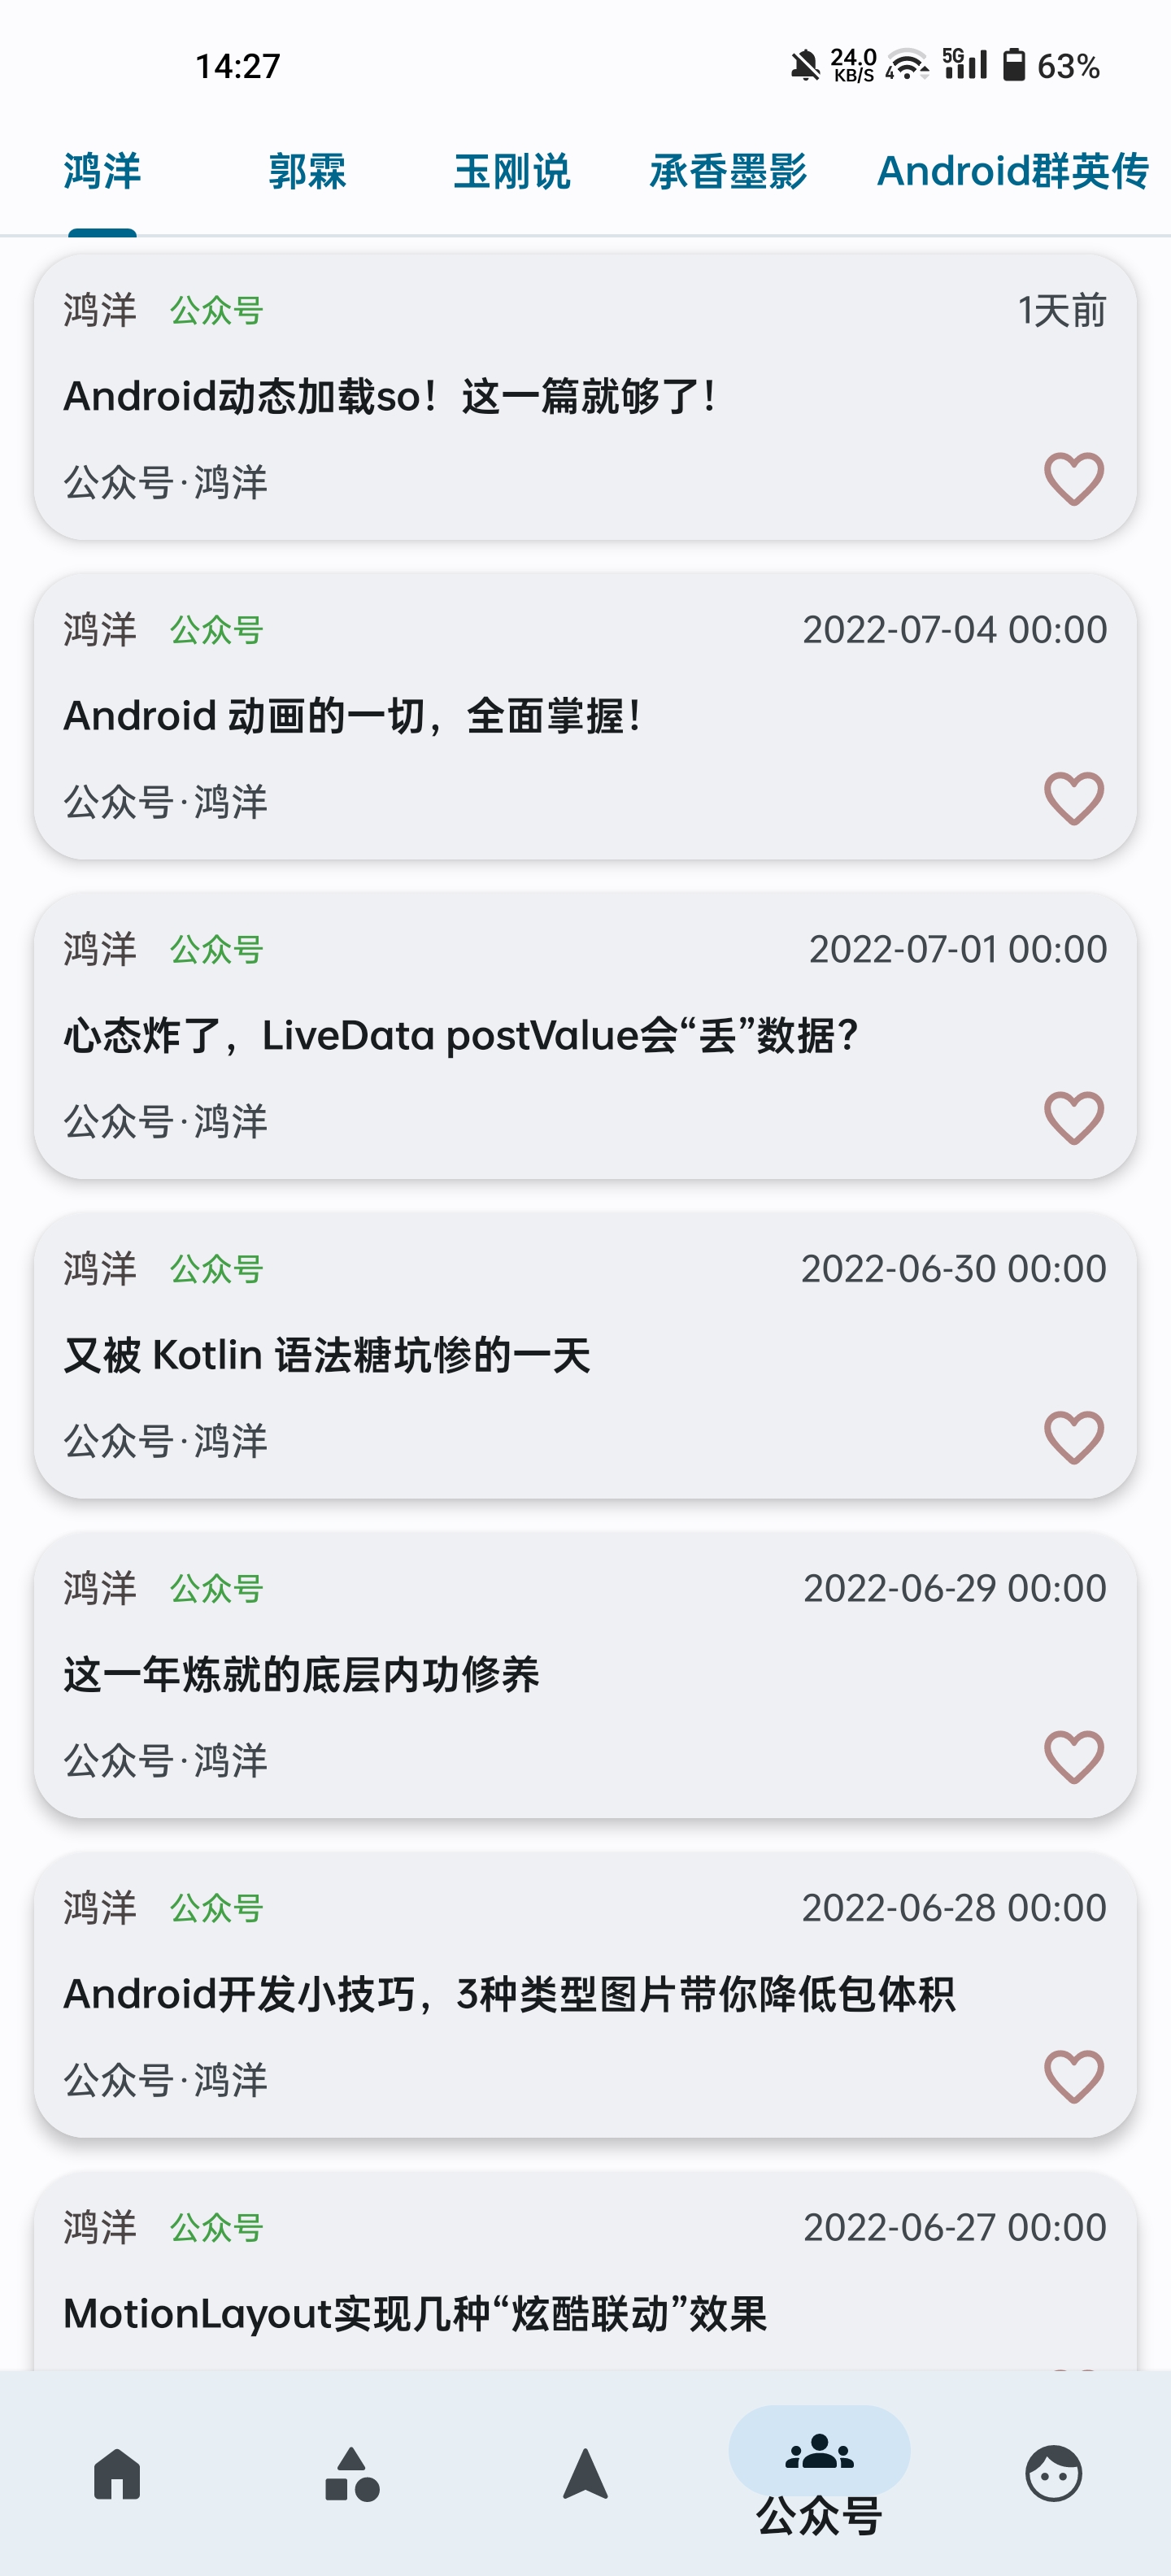 14:27
24.0 KB/S 4 5G 63%
鸿洋 郭霖 玉刚说 承香墨影 Android群英传
鸿洋 公众号 1天前
Android动态加载so！这一篇就够了！
公众号·鸿洋
鸿洋 公众号 2022-07-04 00:00
Android 动画的一切，全面掌握！
公众号·鸿洋
鸿洋 公众号 2022-07-01 00:00
心态炸了，LiveData postValue会“丢”数据？
公众号·鸿洋
鸿洋 公众号 2022-06-30 00:00
又被 Kotlin 语法糖坑惨的一天
公众号·鸿洋
鸿洋 公众号 2022-06-29 00:00
这一年炼就的底层内功修养
公众号·鸿洋
鸿洋 公众号 2022-06-28 00:00
Android开发小技巧，3种类型图片带你降低包体积
公众号·鸿洋
鸿洋 公众号 2022-06-27 00:00
MotionLayout实现几种“炫酷联动”效果
公众号